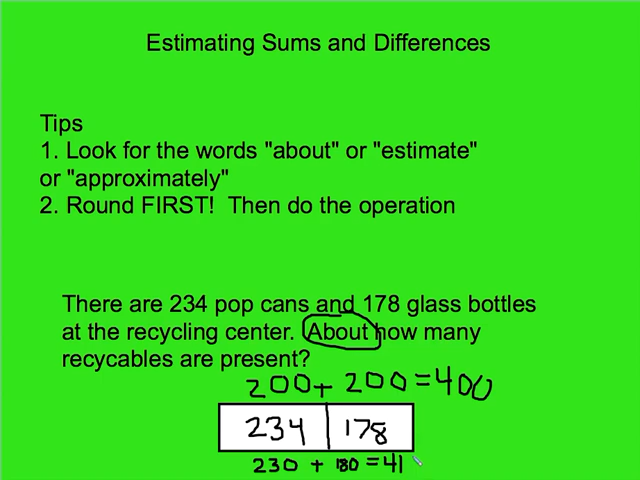 Estimating Sums and Differences
Tips
1. Look for the words "about" or "estimate"
or "approximately"
2. Round FIRST!  Then do the operation
There are 234 pop cans and 178 glass bottles
at the recycling center.  About how many
recycables are present?
200+ 200 = 400
234 178
230 + 180 = 41